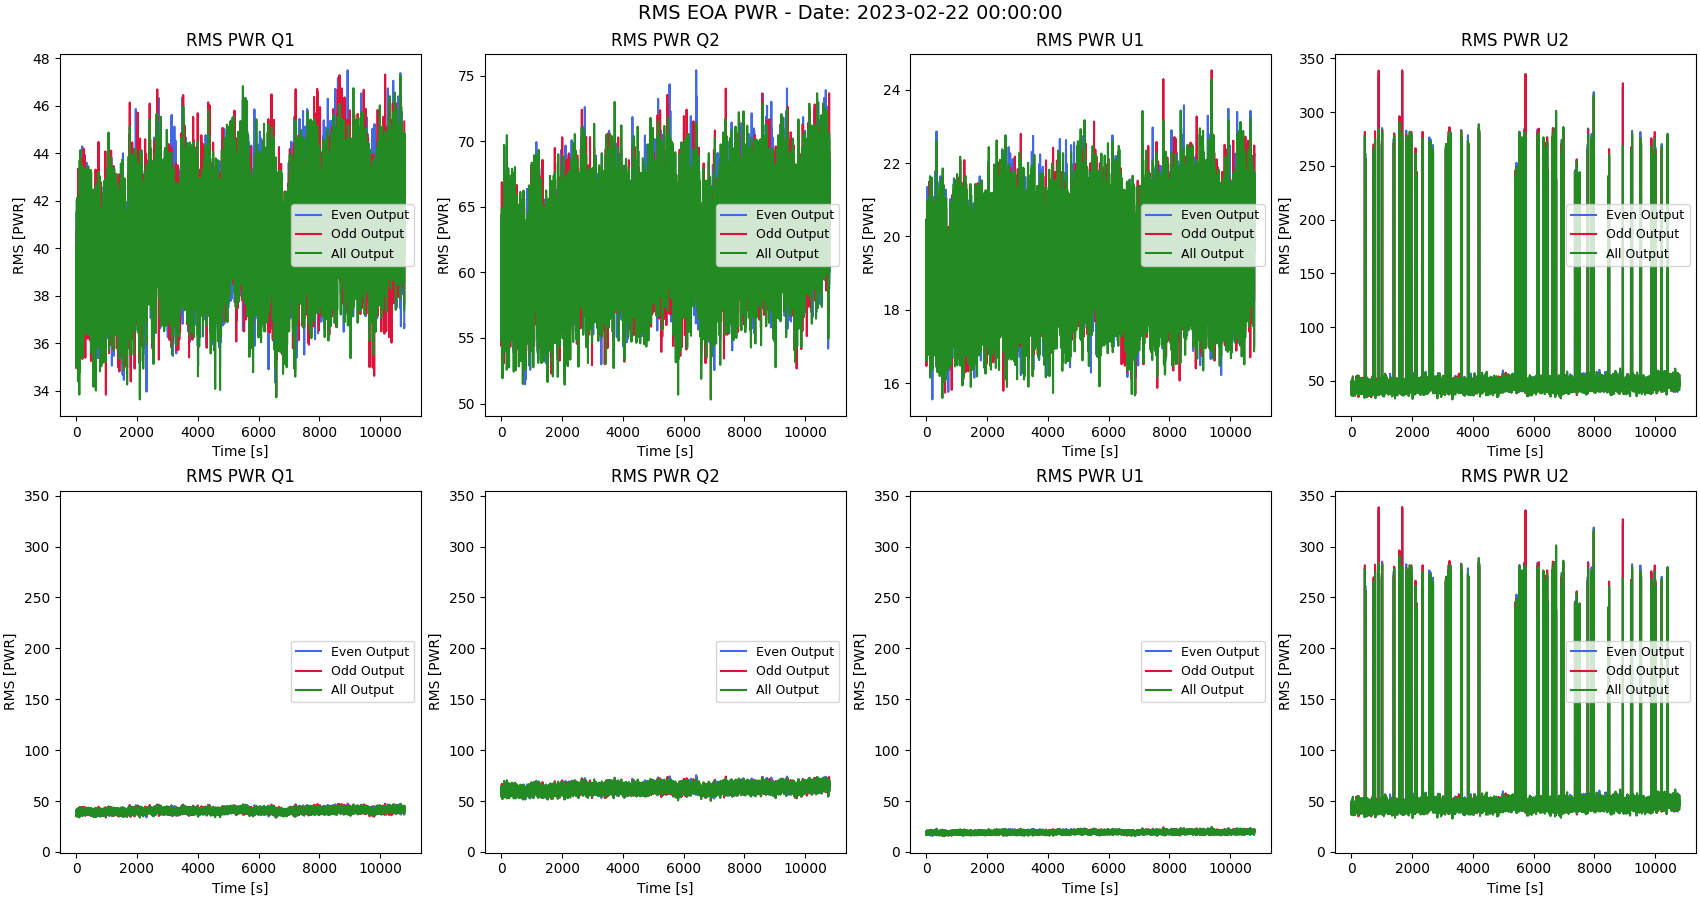 RMS EOA PWR - Date: 2023-02-22 00:00:00
RMS PWR Q1
RMS [PWR]
48
46
44
42
40
38
36
34
0 2000 4000 6000 8000 10000
Time [s]
Even Output
Odd Output
All Output
RMS PWR Q2
RMS [PWR]
75
70
65
60
55
50
0 2000 4000 6000 8000 10000
Time [s]
Even Output
Odd Output
All Output
RMS PWR U1
RMS [PWR]
24
22
20
18
16
0 2000 4000 6000 8000 10000
Time [s]
Even Output
Odd Output
All Output
RMS PWR U2
RMS [PWR]
350
300
250
200
150
100
50
0 2000 4000 6000 8000 10000
Time [s]
Even Output
Odd Output
All Output
RMS PWR Q1
RMS [PWR]
350
300
250
200
150
100
50
0
0 2000 4000 6000 8000 10000
Time [s]
Even Output
Odd Output
All Output
RMS PWR Q2
RMS [PWR]
350
300
250
200
150
100
50
0
0 2000 4000 6000 8000 10000
Time [s]
Even Output
Odd Output
All Output
RMS PWR U1
RMS [PWR]
350
300
250
200
150
100
50
0
0 2000 4000 6000 8000 10000
Time [s]
Even Output
Odd Output
All Output
RMS PWR U2
RMS [PWR]
350
300
250
200
150
100
50
0
0 2000 4000 6000 8000 10000
Time [s]
Even Output
Odd Output
All Output